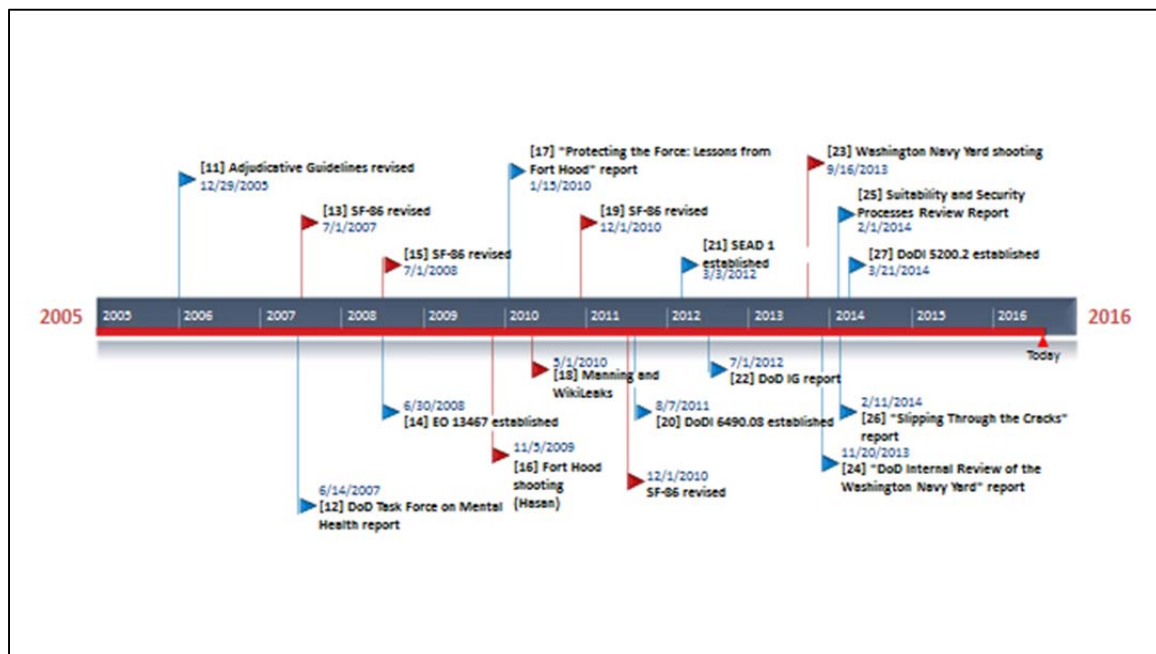 [11] Adjudicative Guidelines revised
12/29/2005
[13] SF-86 revised
7/1/2007
[15] SF-86 revised
7/1/2008
[17] "Protecting the Force: Lessons from
Fort Hood" report
1/15/2010
[19] SF-86 revised
12/1/2010
[21] SEAD 1
established
3/3/2012
[23] Washington Navy Yard shooting
9/16/2013
[25] Suitability and Security
Processes Review Report
2/1/2014
[27] DoDI 5200.2 established
3/21/2014
2005 2005 2006 2007 2008 2009 2010 2011 2012 2013 2014 2015 2016 2016
Today
5/1/2010
[18] Manning and
WikiLeaks
7/1/2012
[22] DoD IG report
6/30/2008
[14] EO 13467 established
8/7/2011
[20] DoDI 6490.08 established
2/11/2014
[26] "Slipping Through the Cracks"
report
11/5/2009
[16] Fort Hood
shooting
(Hasan)
11/20/2013
[24] "DoD Internal Review of the
Washington Navy Yard" report
12/1/2010
SF-86 revised
6/14/2007
[12] DoD Task Force on Mental
Health report